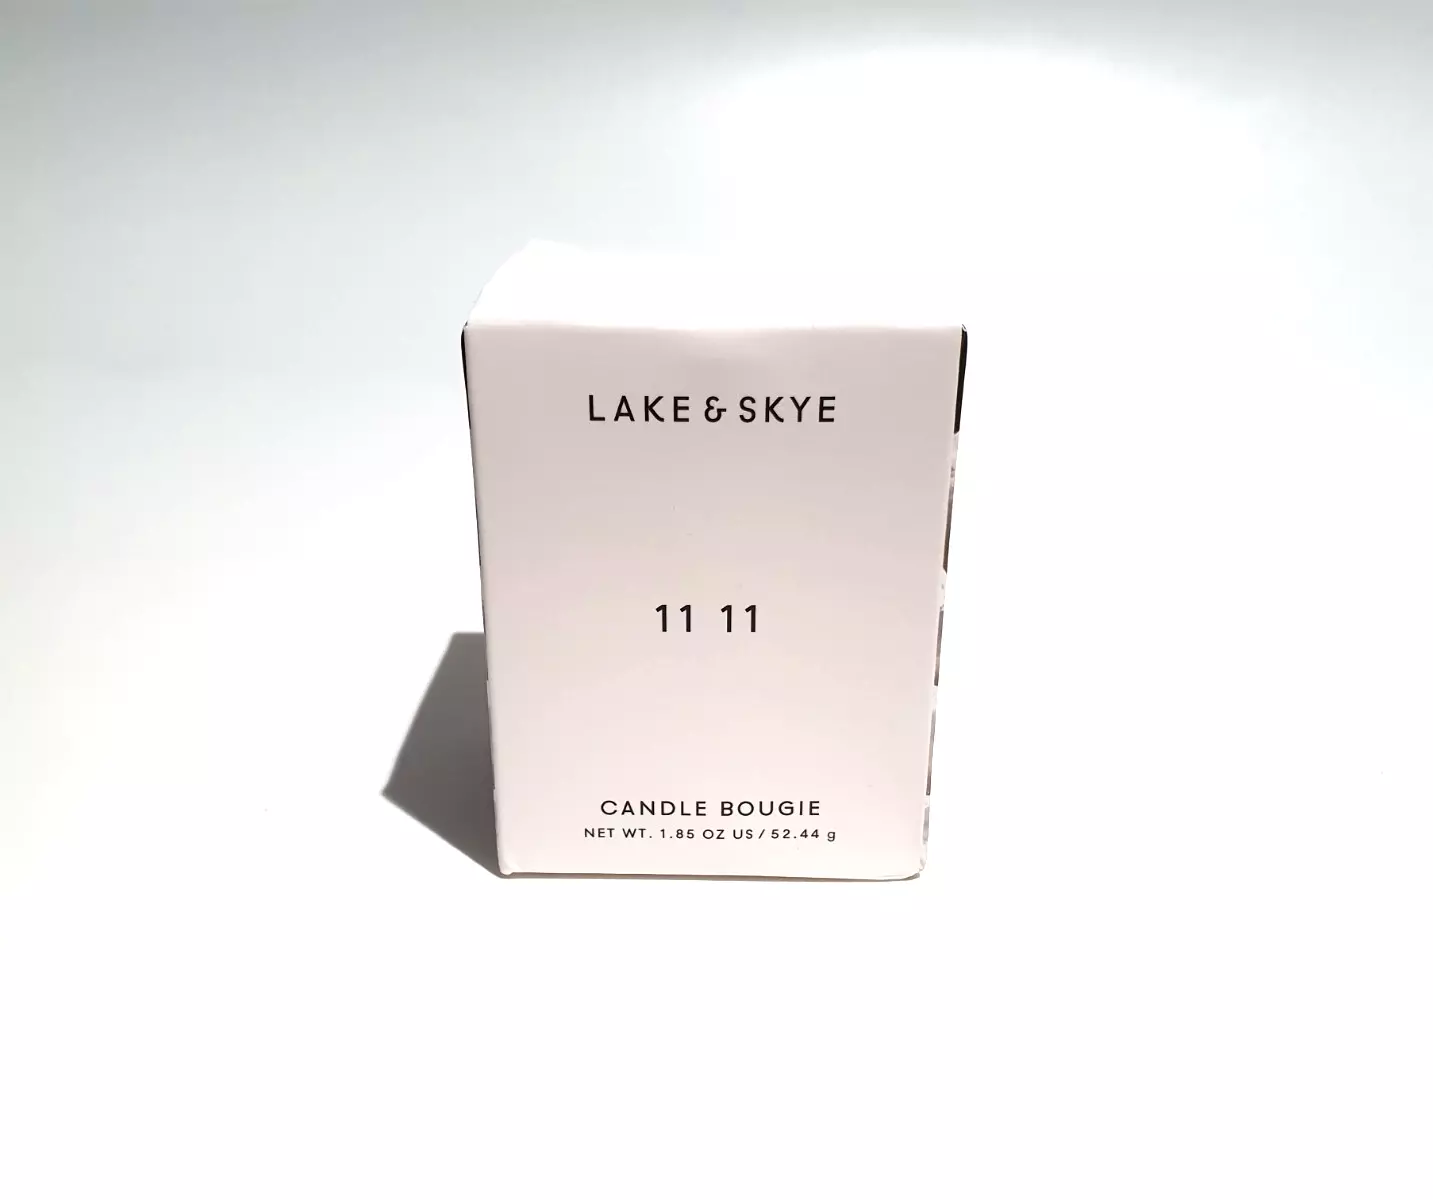 LAKE & SKYE
11 11
CANDLE BOUGIE
NET WT. 1.85 OZ US / 52.44 g